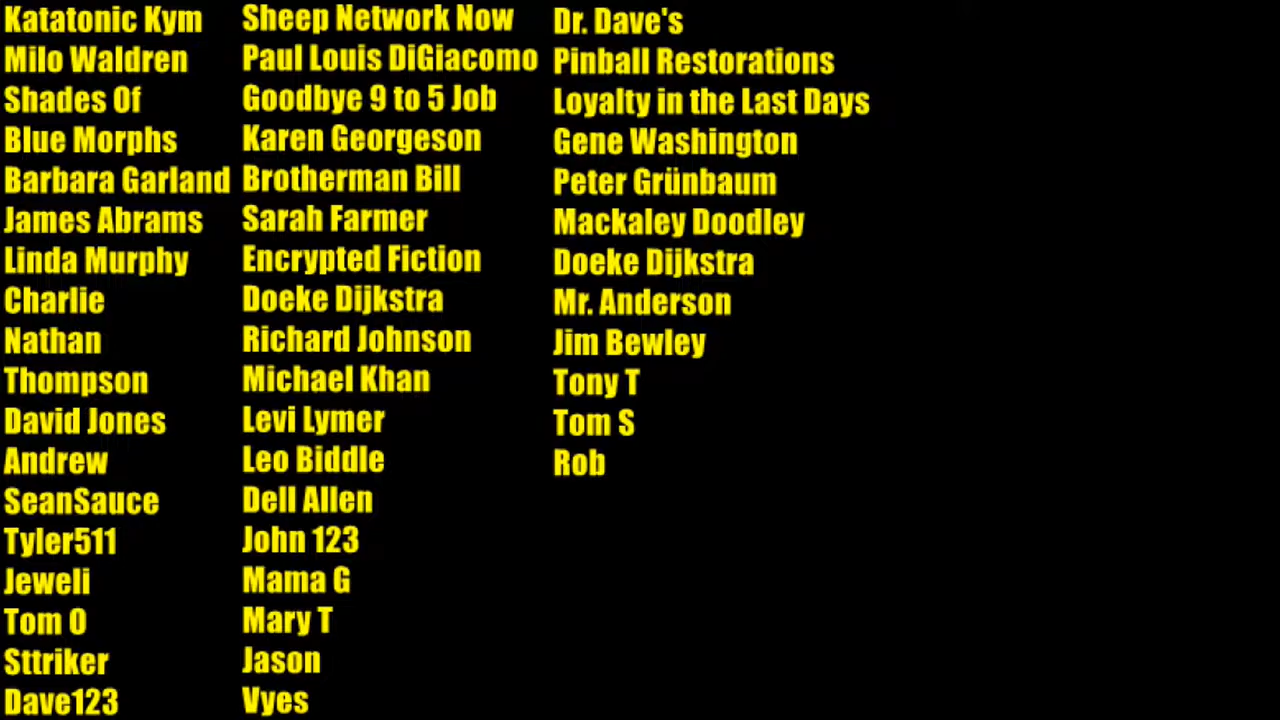 Katatonic Kym
Milo Waldren
Shades Of
Blue Morphs
Barbara Garland
James Abrams
Linda Murphy
Charlie
Nathan
Thompson
David Jones
Andrew
SeanSauce
Tyler511
Jeweli
Tom O
Sttriker
Dave123
Sheep Network Now
Paul Louis DiGiacomo
Goodbye 9 to 5 Job
Karen Georgeson
Brotherman Bill
Sarah Farmer
Encrypted Fiction
Doeke Dijkstra
Richard Johnson
Michael Khan
Levi Lymer
Leo Biddle
Dell Allen
John 123
Mama G
Mary T
Jason
Vyes
Dr. Dave's
Pinball Restorations
Loyalty in the Last Days
Gene Washington
Peter Grünbaum
Mackaley Doodley
Doeke Dijkstra
Mr. Anderson
Jim Bewley
Tony T
Tom S
Rob